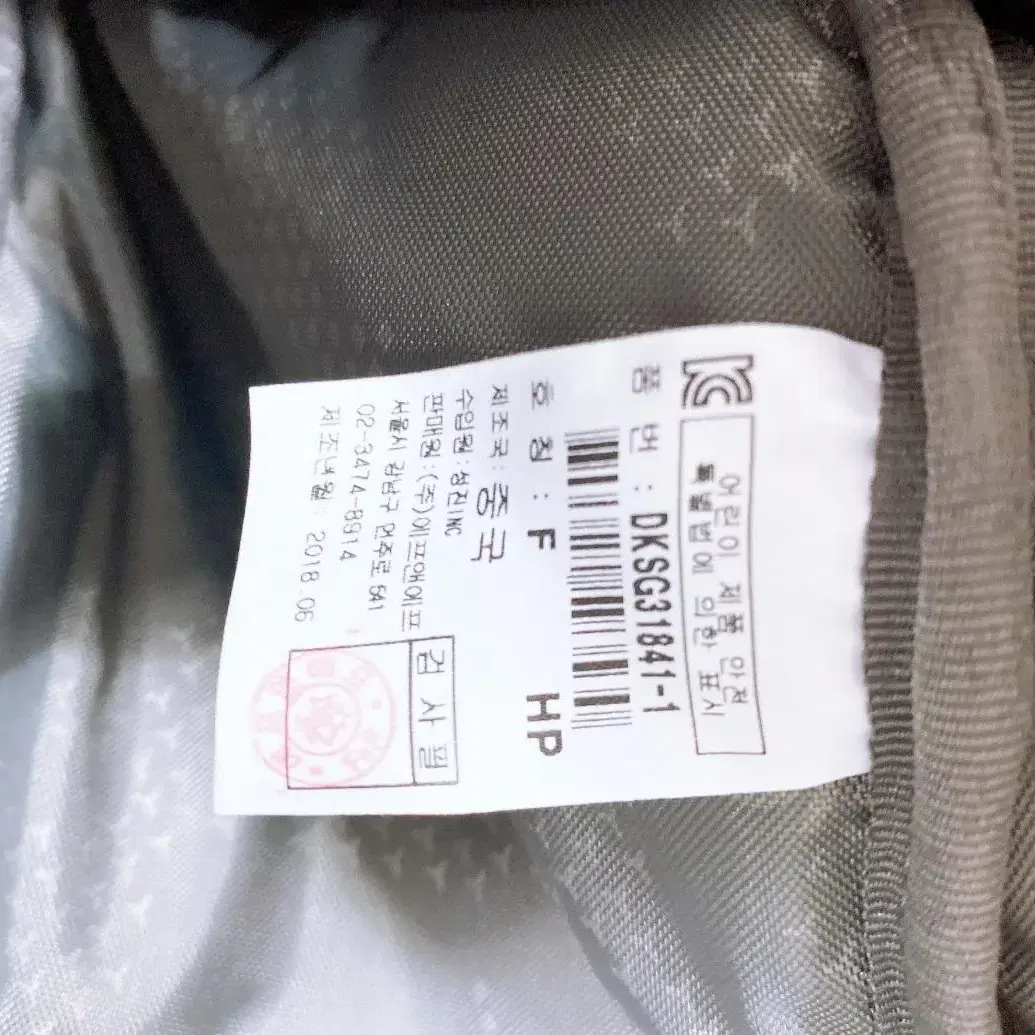 KC
어린이 제품 안전
특별법에 의한 표시
품 번 : DKSG31841-1
호 칭 : F HP
제조국 : 중국
수입원 : 성진INC
판매원 : (주)에프앤에이프
서울시 강남구 언주로 541
02-3474-8914
제조년월 : 2018. 06
검사필